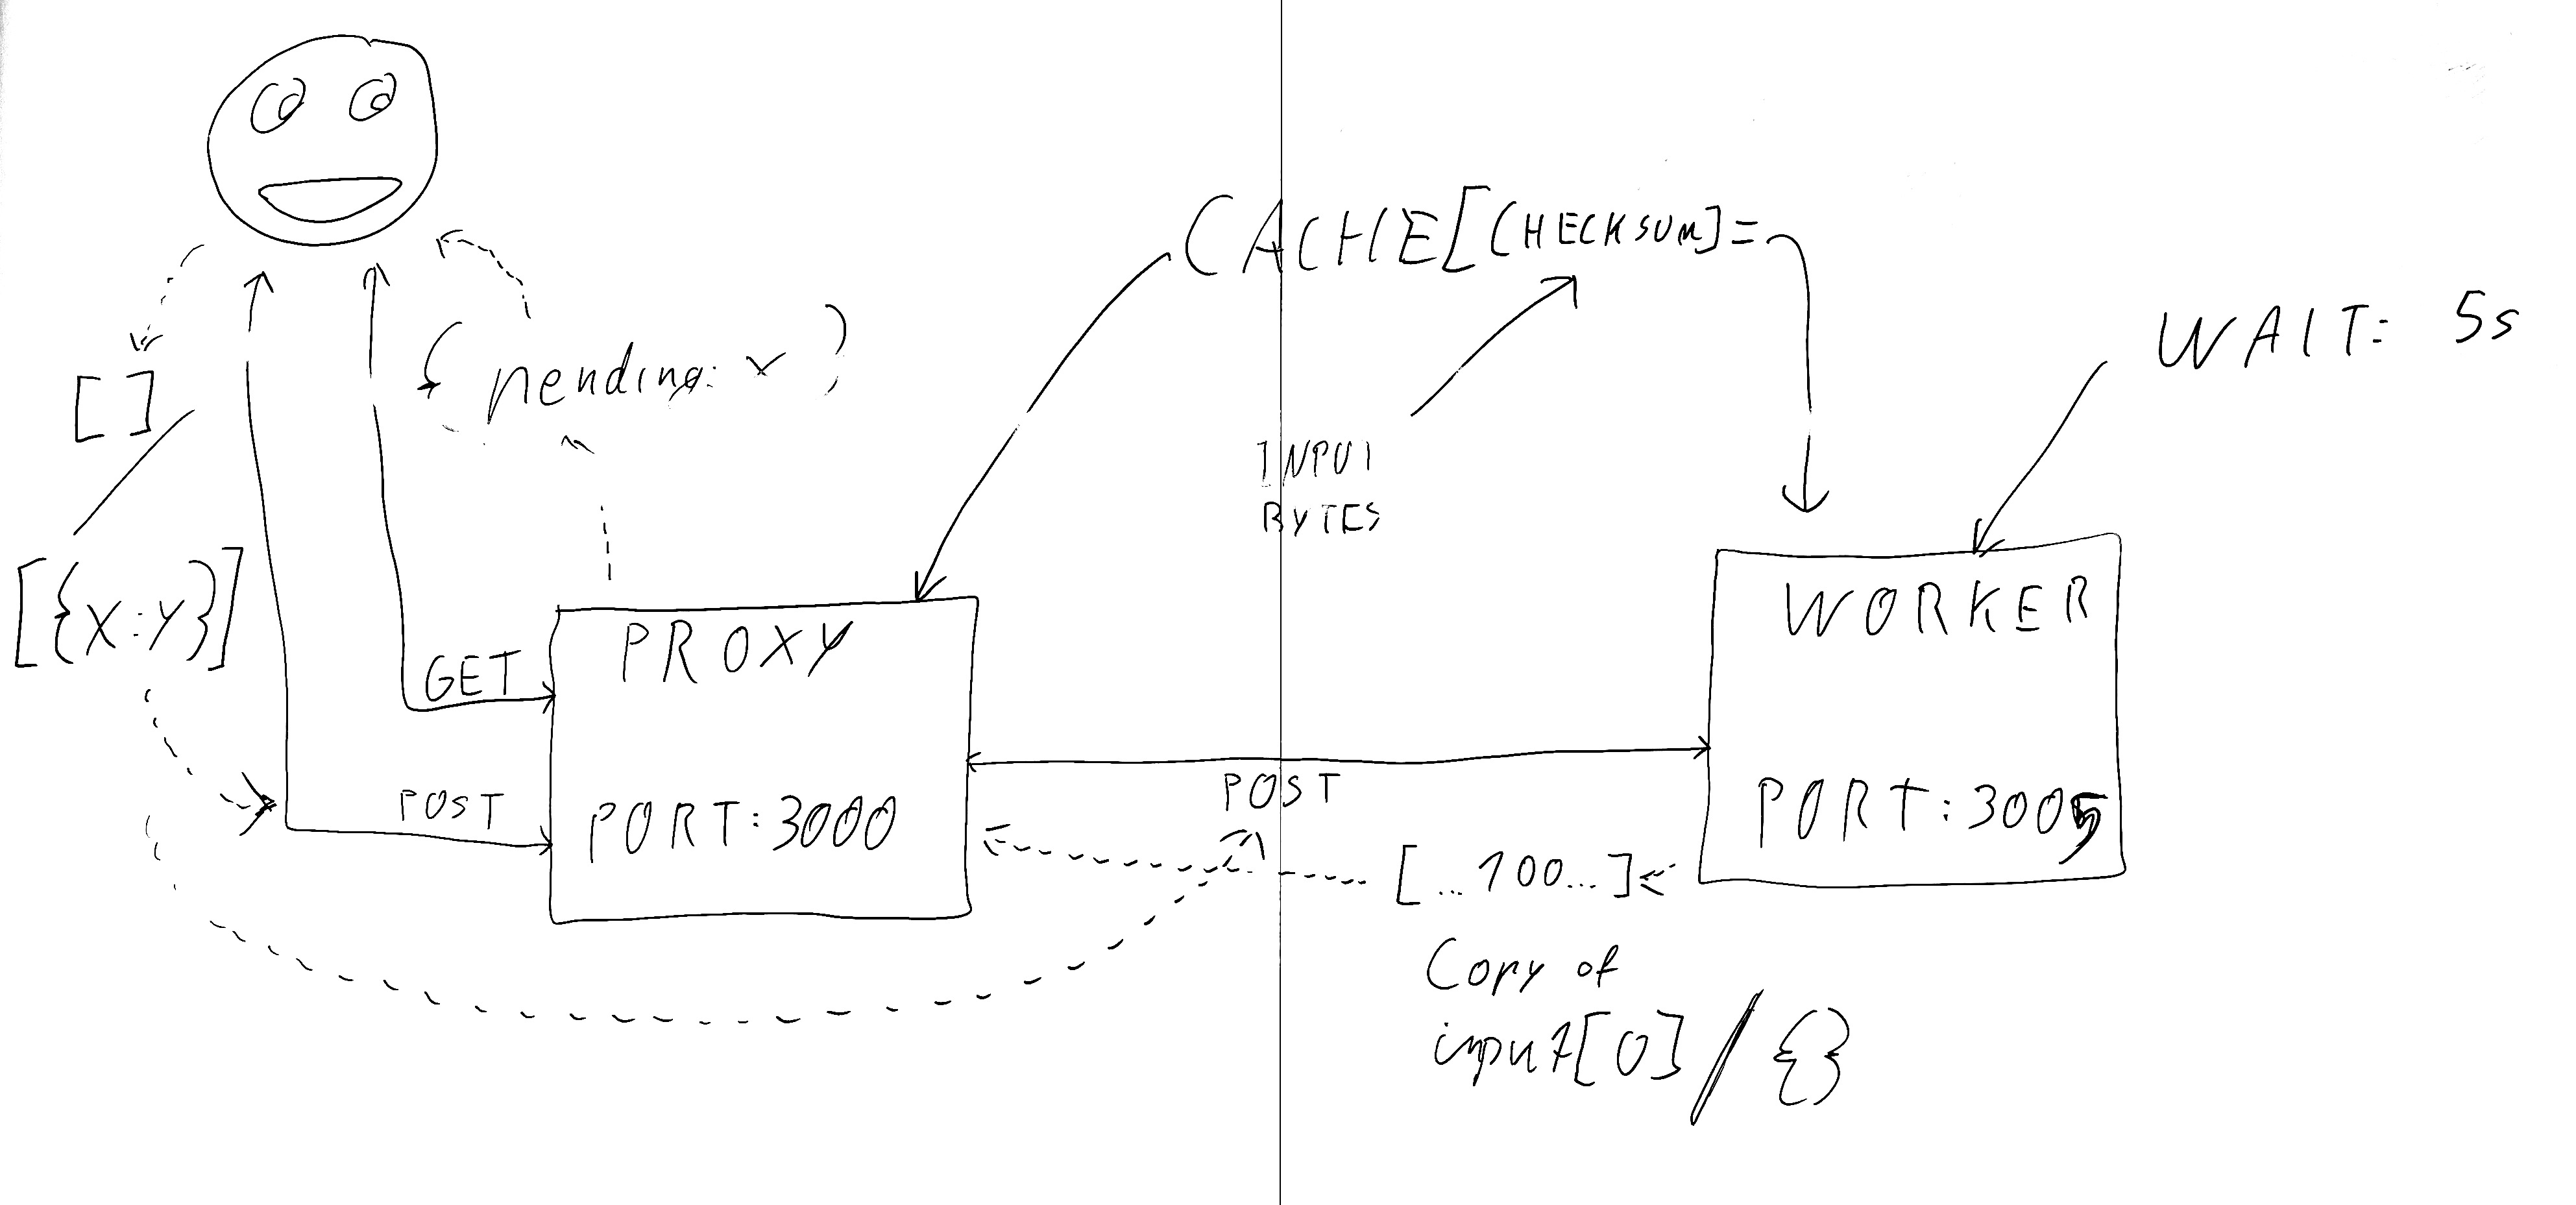 CACHE[CHECKSUM]=
WAIT: 5s
{ pending: x }
[]
INPUT
BYTES
[{X:Y}]
GET
PROXY
POST
PORT:3000
POST
WORKER
PORT:3005
[...100...]
Copy of
input[0] / {}